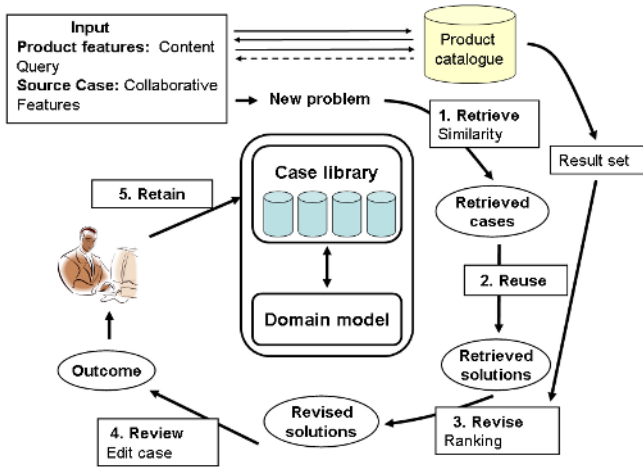 Input
Product features: Content
Query
Source Case: Collaborative
Features
Product
catalogue
New problem
1. Retrieve
Similarity
Result set
Case library
5. Retain
Retrieved
cases
2. Reuse
Domain model
Retrieved
solutions
Outcome
Revised
solutions
3. Revise
Ranking
4. Review
Edit case